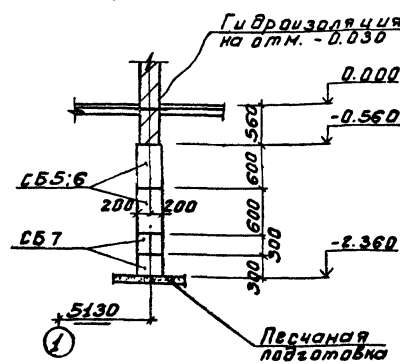 Гидроизоляция
на отм. -0.030
0.000
-0.560
560
600
СБ5;6
200 200
600
300
СБ7
300
-2.360
5130
1
Песчаная
подготовка